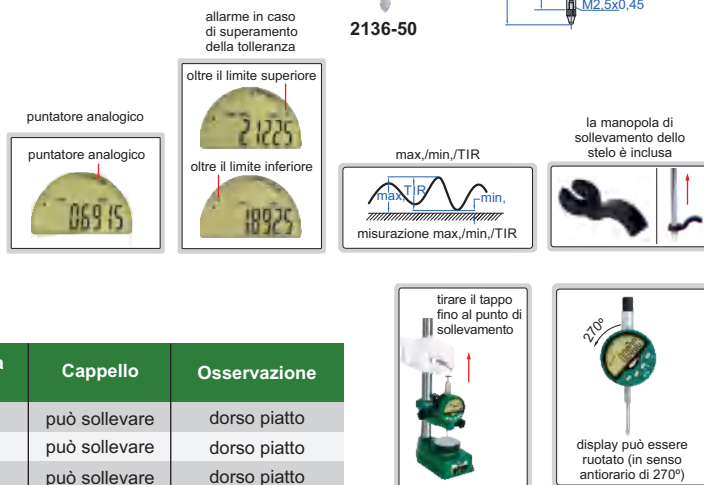 allarme in caso
di superamento
della tolleranza
2136-50
M2,5x0,45
oltre il limite superiore
21225
oltre il limite inferiore
18925
puntatore analogico
puntatore analogico
06915
max,/min,/TIR
max,
TIR
min,
misurazione max,/min,/TIR
la manopola di
sollevamento dello
stelo è inclusa
tirare il tappo
fino al punto di
sollevamento
270º
display può essere
ruotato (in senso
antiorario di 270º)
a Cappello Osservazione
può sollevare dorso piatto
può sollevare dorso piatto
può sollevare dorso piatto